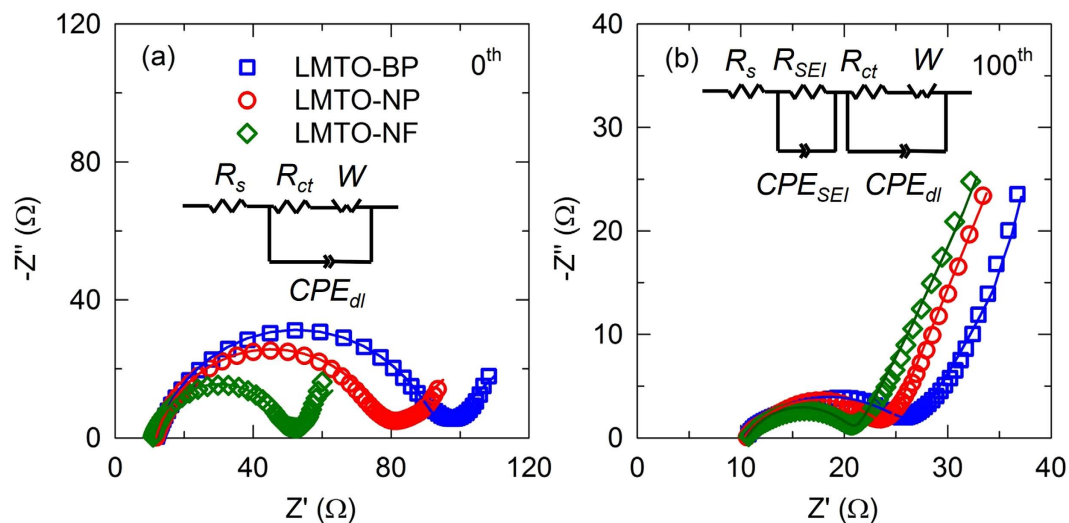 (a)
0th
LMTO-BP
LMTO-NP
LMTO-NF
Rs Rct W
CPEdl
120
80
40
0
-Z'' (Ω)
0 40 80 120
Z' (Ω)
(b)
100th
Rs RSEI Rct W
CPESEI CPEdl
40
30
20
10
0
-Z'' (Ω)
0 10 20 30 40
Z' (Ω)